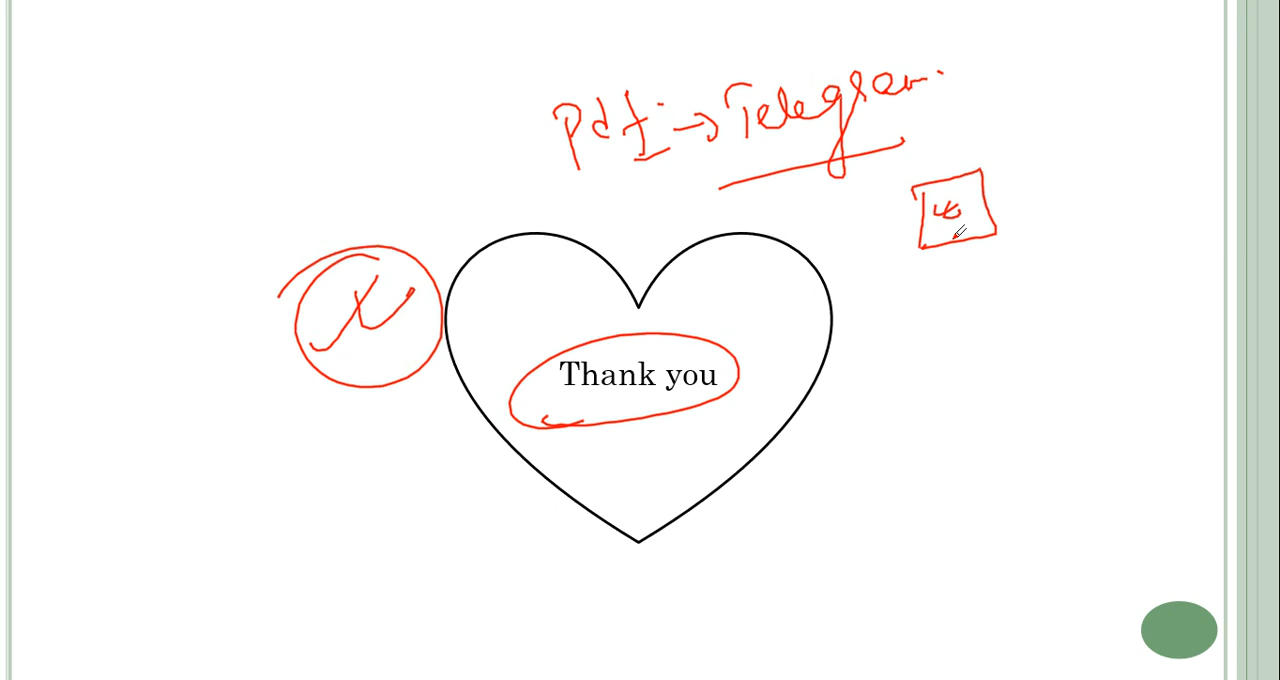 Pdf → Telegram.
X
Thank you